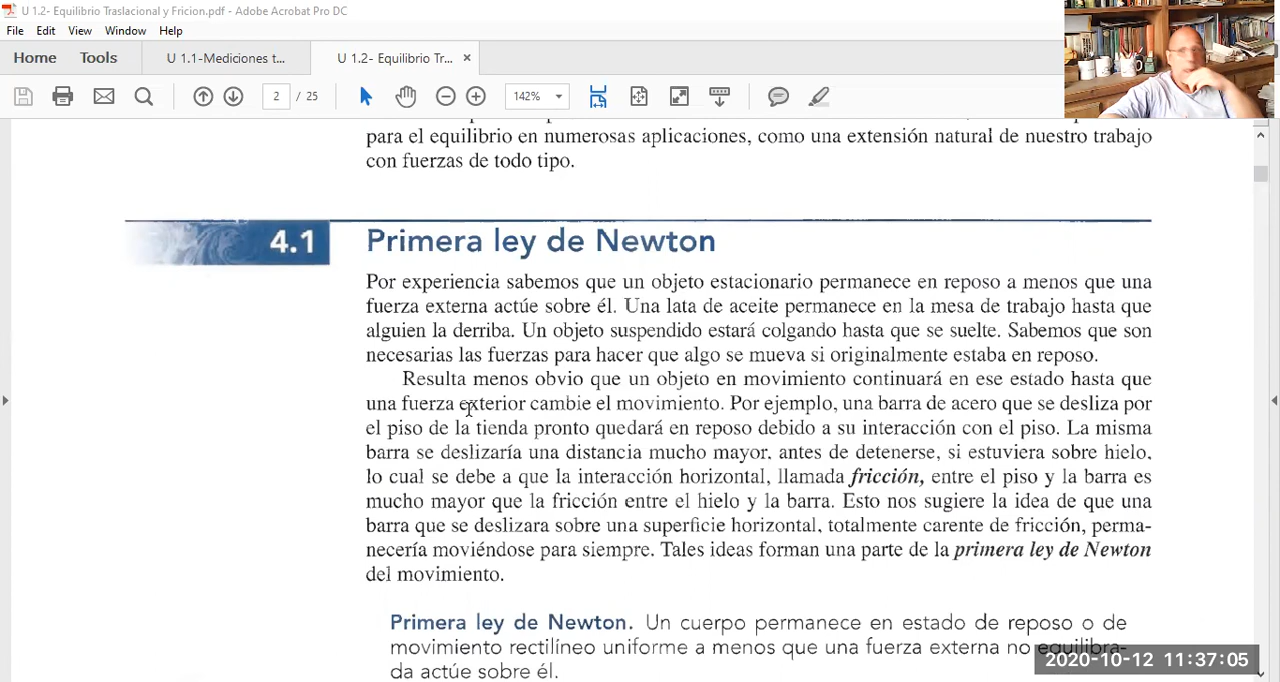 U 1.2- Equilibrio Traslacional y Fricion.pdf - Adobe Acrobat Pro DC
File Edit View Window Help
Home Tools U 1.1-Mediciones t... U 1.2- Equilibrio Tr... ×
2 / 25 142%
para el equilibrio en numerosas aplicaciones, como una extensión natural de nuestro trabajo
con fuerzas de todo tipo.
4.1 Primera ley de Newton
Por experiencia sabemos que un objeto estacionario permanece en reposo a menos que una
fuerza externa actúe sobre él. Una lata de aceite permanece en la mesa de trabajo hasta que
alguien la derriba. Un objeto suspendido estará colgando hasta que se suelte. Sabemos que son
necesarias las fuerzas para hacer que algo se mueva si originalmente estaba en reposo.
Resulta menos obvio que un objeto en movimiento continuará en ese estado hasta que
una fuerza exterior cambie el movimiento. Por ejemplo, una barra de acero que se desliza por
el piso de la tienda pronto quedará en reposo debido a su interacción con el piso. La misma
barra se deslizaría una distancia mucho mayor, antes de detenerse, si estuviera sobre hielo,
lo cual se debe a que la interacción horizontal, llamada fricción, entre el piso y la barra es
mucho mayor que la fricción entre el hielo y la barra. Esto nos sugiere la idea de que una
barra que se deslizara sobre una superficie horizontal, totalmente carente de fricción, perma-
necería moviéndose para siempre. Tales ideas forman una parte de la primera ley de Newton
del movimiento.
Primera ley de Newton. Un cuerpo permanece en estado de reposo o de
movimiento rectilíneo uniforme a menos que una fuerza externa no equilibra-
da actúe sobre él.
2020-10-12 11:37:05